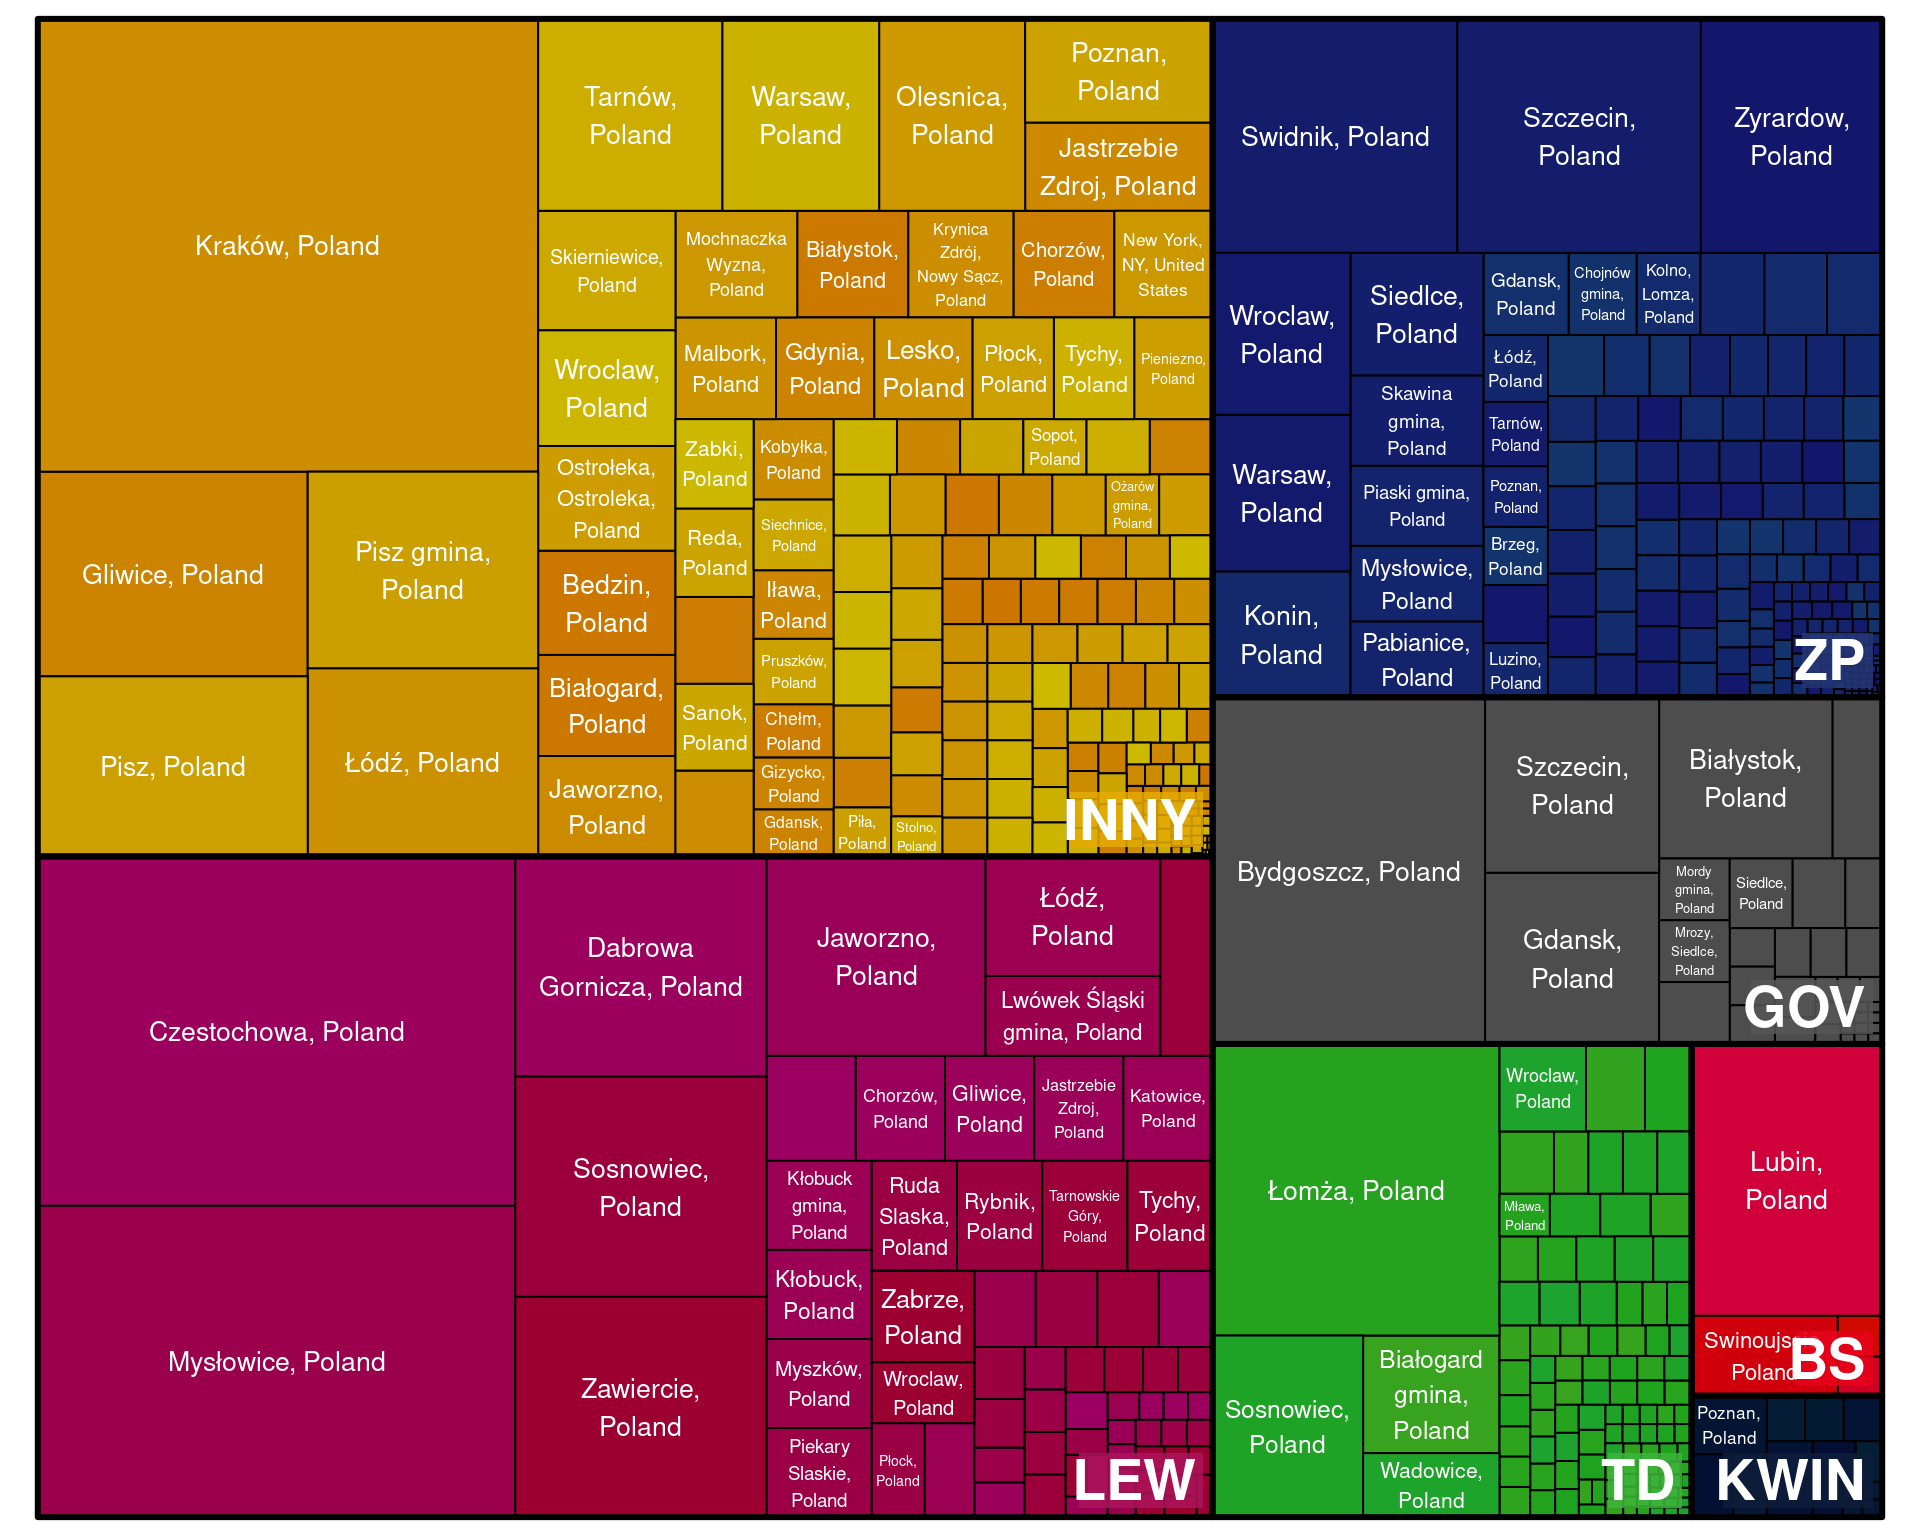 Kraków, Poland
Gliwice, Poland
Pisz gmina,
Poland
Pisz, Poland
Łódź, Poland
Tarnów,
Poland
Warsaw,
Poland
Olesnica,
Poland
Poznan,
Poland
Jastrzebie
Zdroj, Poland
Skierniewice,
Poland
Mochnaczka
Wyzna,
Poland
Białystok,
Poland
Krynica
Zdrój,
Nowy Sącz,
Poland
Chorzów,
Poland
New York,
NY, United
States
Wroclaw,
Poland
Malbork,
Poland
Gdynia,
Poland
Lesko,
Poland
Płock,
Poland
Tychy,
Poland
Pieniezno,
Poland
Ostrołeka,
Ostroleka,
Poland
Zabki,
Poland
Kobyłka,
Poland
Sopot,
Poland
Ożarów
gmina,
Poland
Reda,
Poland
Siechnice,
Poland
Bedzin,
Poland
Iława,
Poland
Białogard,
Poland
Pruszków,
Poland
Sanok,
Poland
Chełm,
Poland
Jaworzno,
Poland
Gizycko,
Poland
Gdansk,
Poland
Piła,
Poland
Stolno,
Poland
INNY
Swidnik, Poland
Szczecin,
Poland
Zyrardow,
Poland
Wroclaw,
Poland
Siedlce,
Poland
Gdansk,
Poland
Chojnów
gmina,
Poland
Kolno,
Lomza,
Poland
Łódź,
Poland
Skawina
gmina,
Poland
Tarnów,
Poland
Warsaw,
Poland
Piaski gmina,
Poland
Poznan,
Poland
Mysłowice,
Poland
Brzeg,
Poland
Konin,
Poland
Pabianice,
Poland
Luzino,
Poland
ZP
Bydgoszcz, Poland
Szczecin,
Poland
Białystok,
Poland
Gdansk,
Poland
Mordy
gmina,
Poland
Siedlce,
Poland
Mrozy,
Siedlce,
Poland
GOV
Czestochowa, Poland
Mysłowice, Poland
Dabrowa
Gornicza, Poland
Sosnowiec,
Poland
Zawiercie,
Poland
Jaworzno,
Poland
Łódź,
Poland
Lwówek Śląski
gmina, Poland
Chorzów,
Poland
Gliwice,
Poland
Jastrzebie
Zdroj,
Poland
Katowice,
Poland
Kłobuck
gmina,
Poland
Ruda
Slaska,
Poland
Rybnik,
Poland
Tarnowskie
Góry,
Poland
Tychy,
Poland
Kłobuck,
Poland
Zabrze,
Poland
Myszków,
Poland
Wroclaw,
Poland
Piekary
Slaskie,
Poland
Płock,
Poland
LEW
Łomża, Poland
Wroclaw,
Poland
Mława,
Poland
Sosnowiec,
Poland
Białogard
gmina,
Poland
Wadowice,
Poland
TD
Lubin,
Poland
Poland
BS
Poznan,
Poland
KWIN